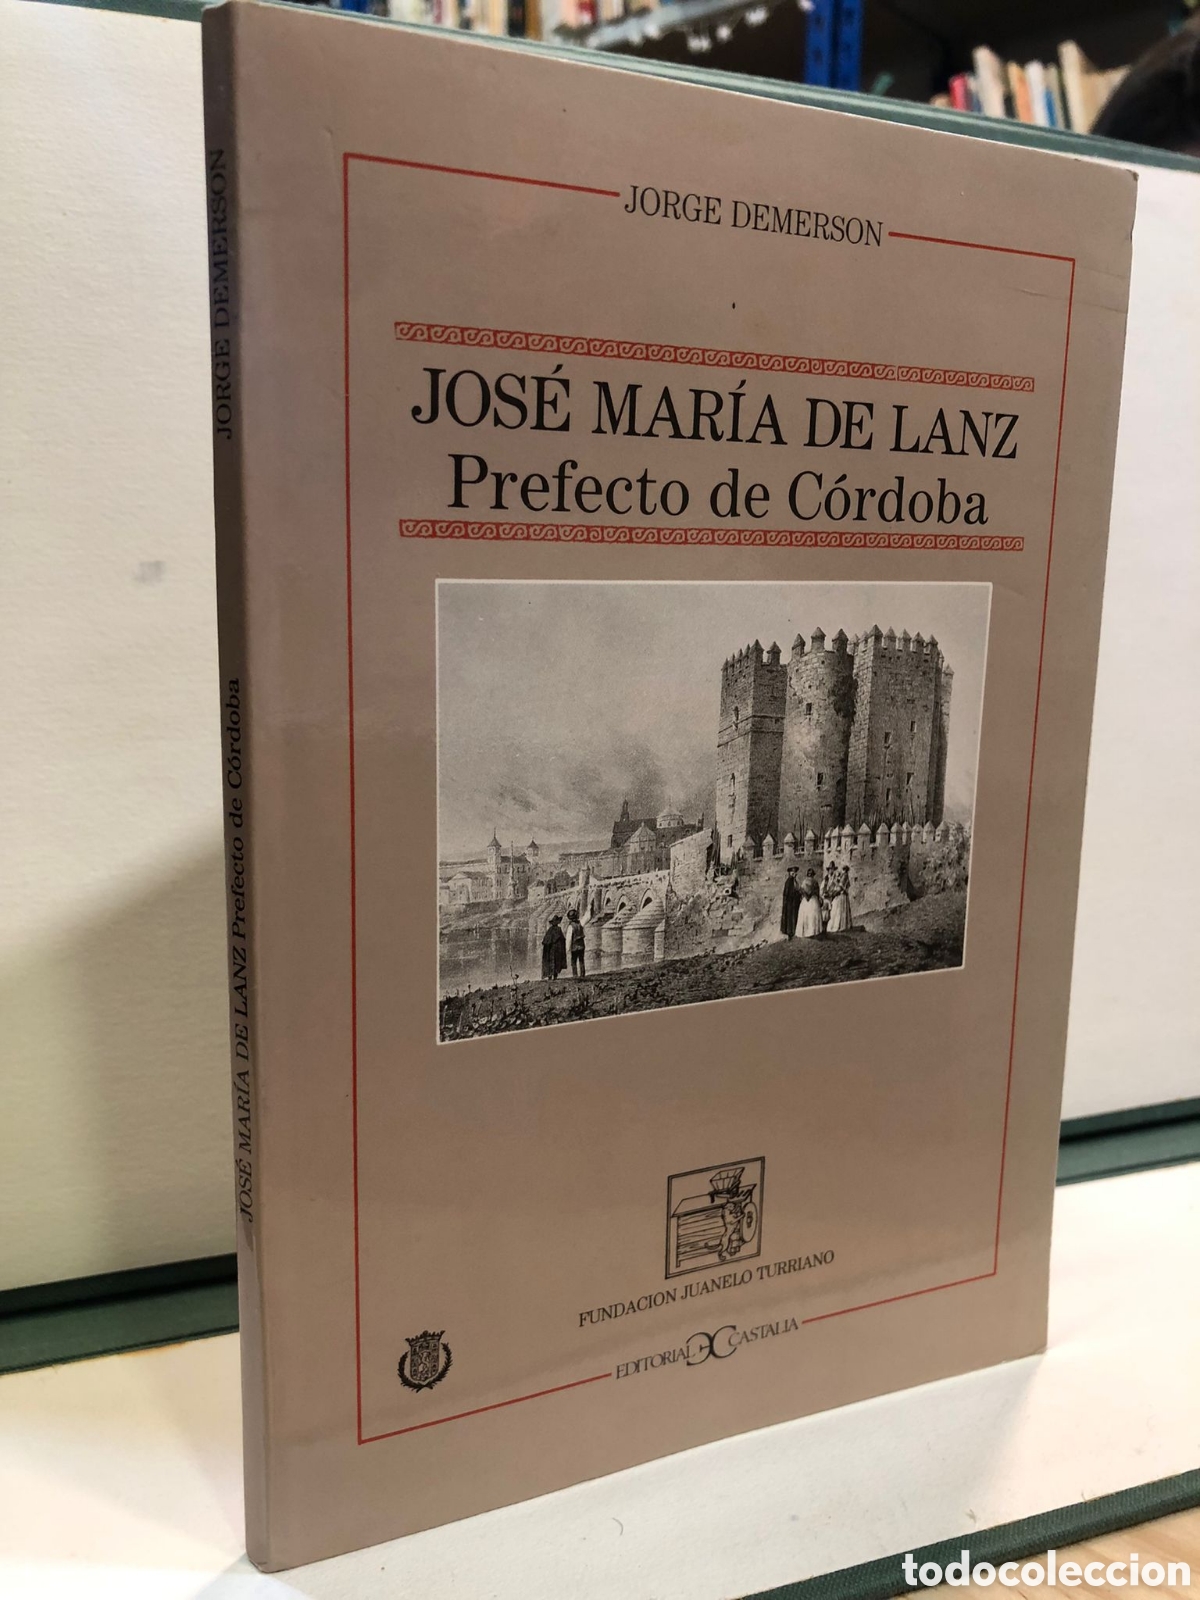 JORGE DEMERSON
JOSÉ MARÍA DE LANZ
Prefecto de Córdoba
FUNDACION JUANELO TURRIANO
EDITORIAL CASTALIA
JOSÉ MARÍA DE LANZ Prefecto de Córdoba
JORGE DEMERSON
todocoleccion